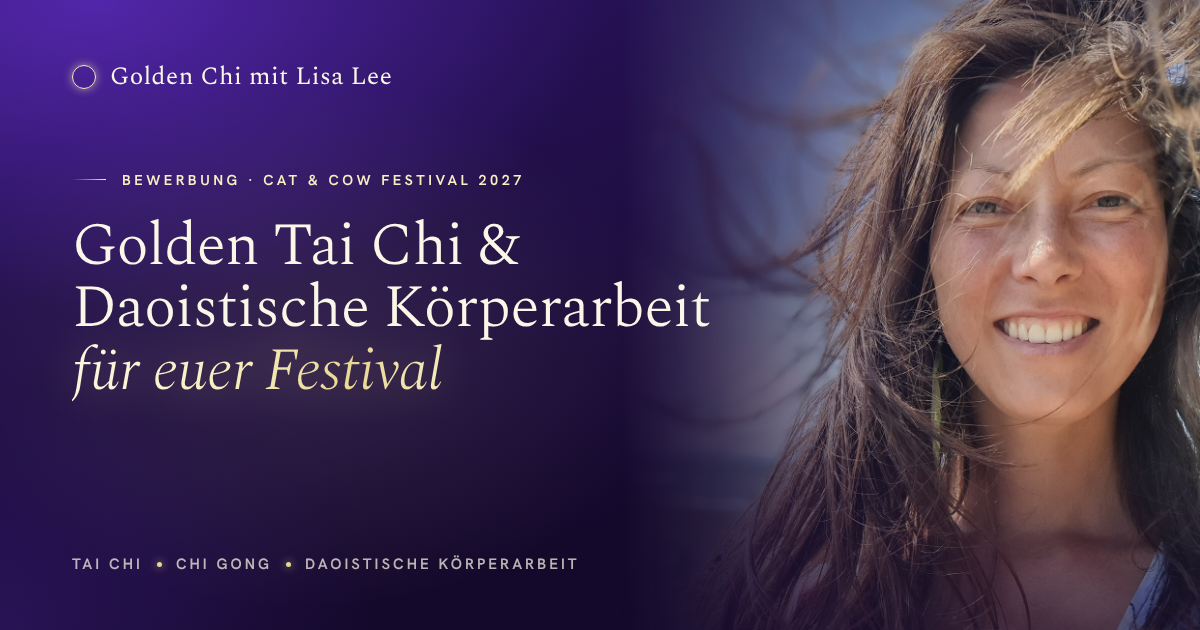 Golden Chi mit Lisa Lee
BEWERBUNG · CAT & COW FESTIVAL 2027
Golden Tai Chi &
Daoistische Körperarbeit
für euer Festival
TAI CHI • CHI GONG • DAOISTISCHE KÖRPERARBEIT